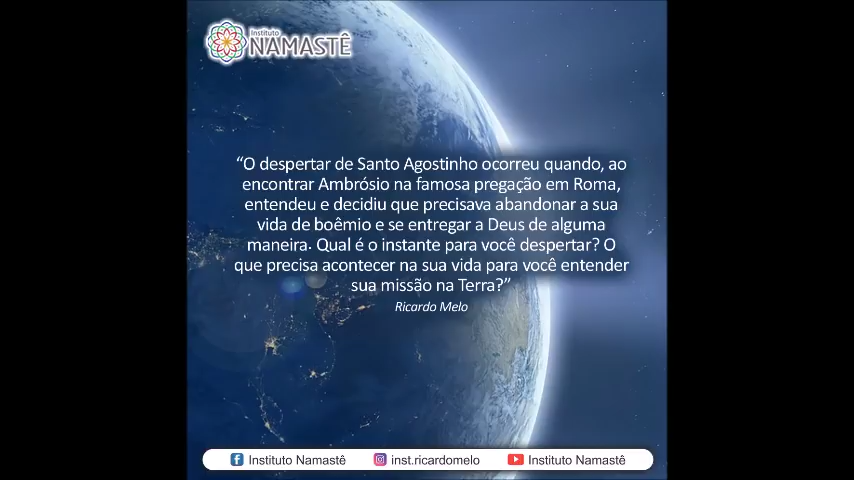 Instituto
NAMASTÊ
“O despertar de Santo Agostinho ocorreu quando, ao
encontrar Ambrósio na famosa pregação em Roma,
entendeu e decidiu que precisava abandonar a sua
vida de boêmio e se entregar a Deus de alguma
maneira. Qual é o instante para você despertar? O
que precisa acontecer na sua vida para você entender
sua missão na Terra?”
Ricardo Melo
Instituto Namastê inst.ricardomelo Instituto Namastê